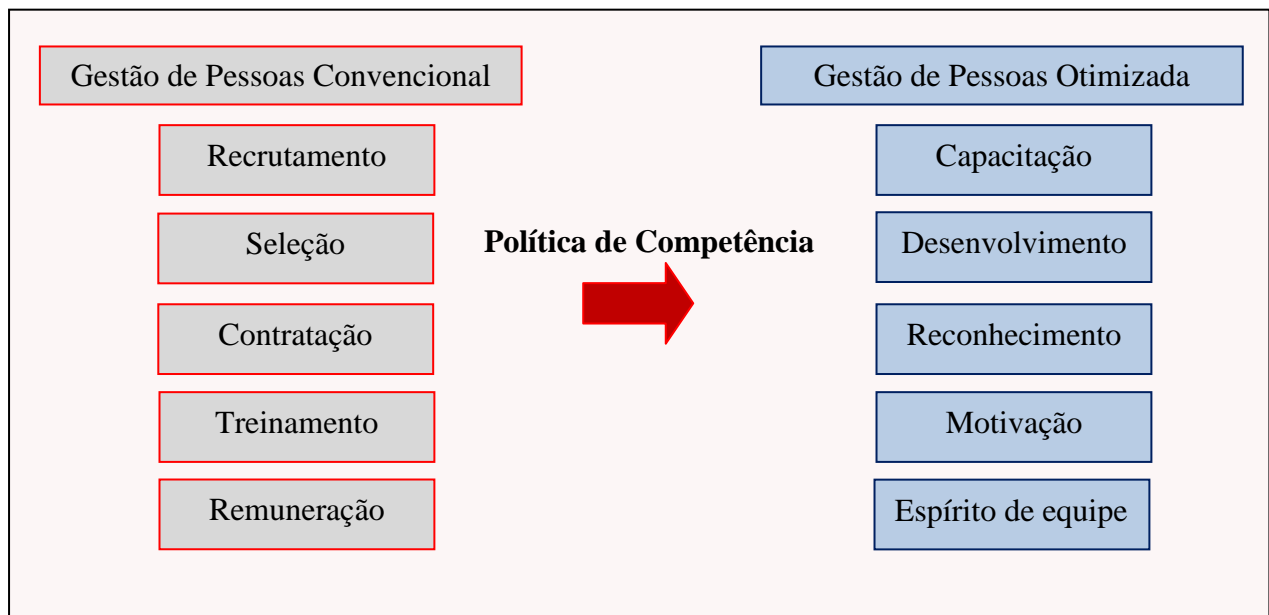 Gestão de Pessoas Convencional
Recrutamento
Seleção
Contratação
Treinamento
Remuneração
Política de Competência
Gestão de Pessoas Otimizada
Capacitação
Desenvolvimento
Reconhecimento
Motivação
Espírito de equipe